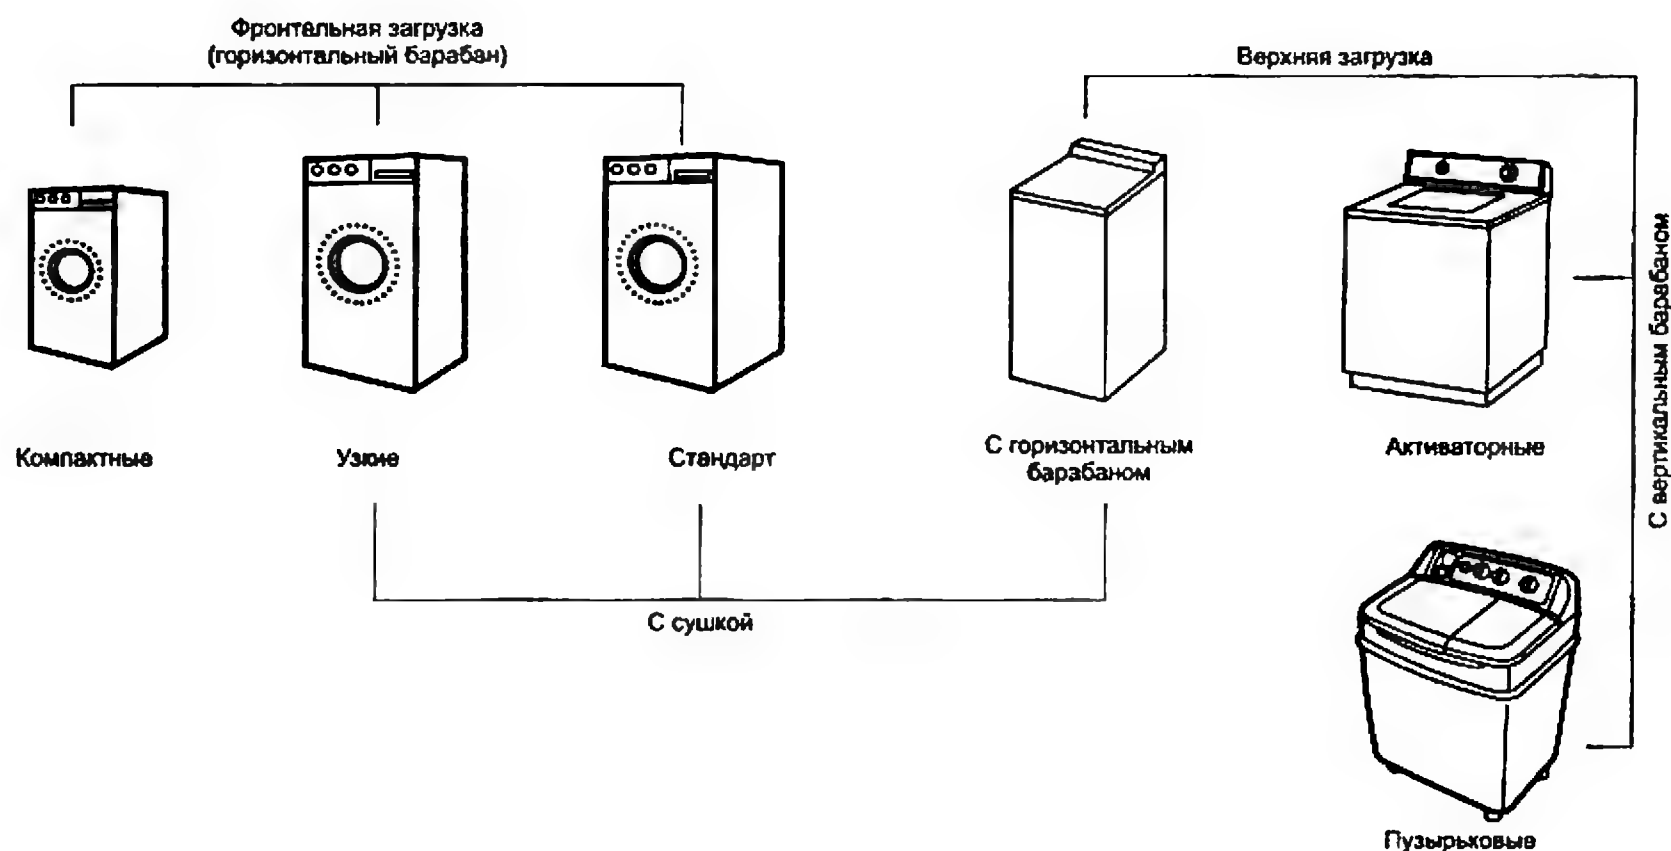 Фронтальная загрузка
(горизонтальный барабан)
Верхняя загрузка
С вертикальным барабаном
Компактные
Узкие
Стандарт
С горизонтальным
барабаном
Активаторные
С сушкой
Пузырьковые